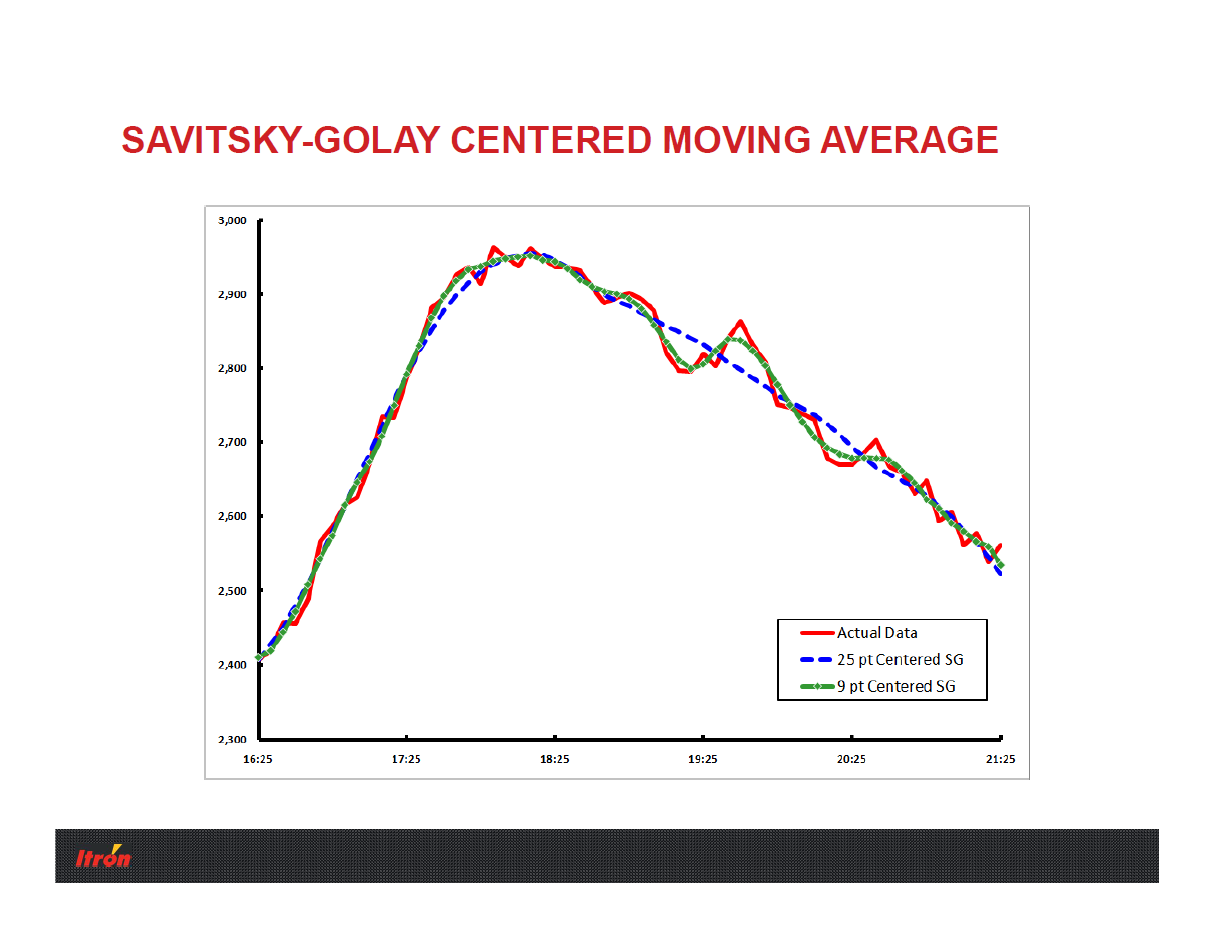 SAVITSKY-GOLAY CENTERED MOVING AVERAGE
3,000
2,900
2,800
2,700
2,600
2,500
2,400
2,300
16:25 17:25 18:25 19:25 20:25 21:25
Actual Data
25 pt Centered SG
9 pt Centered SG
Itrón